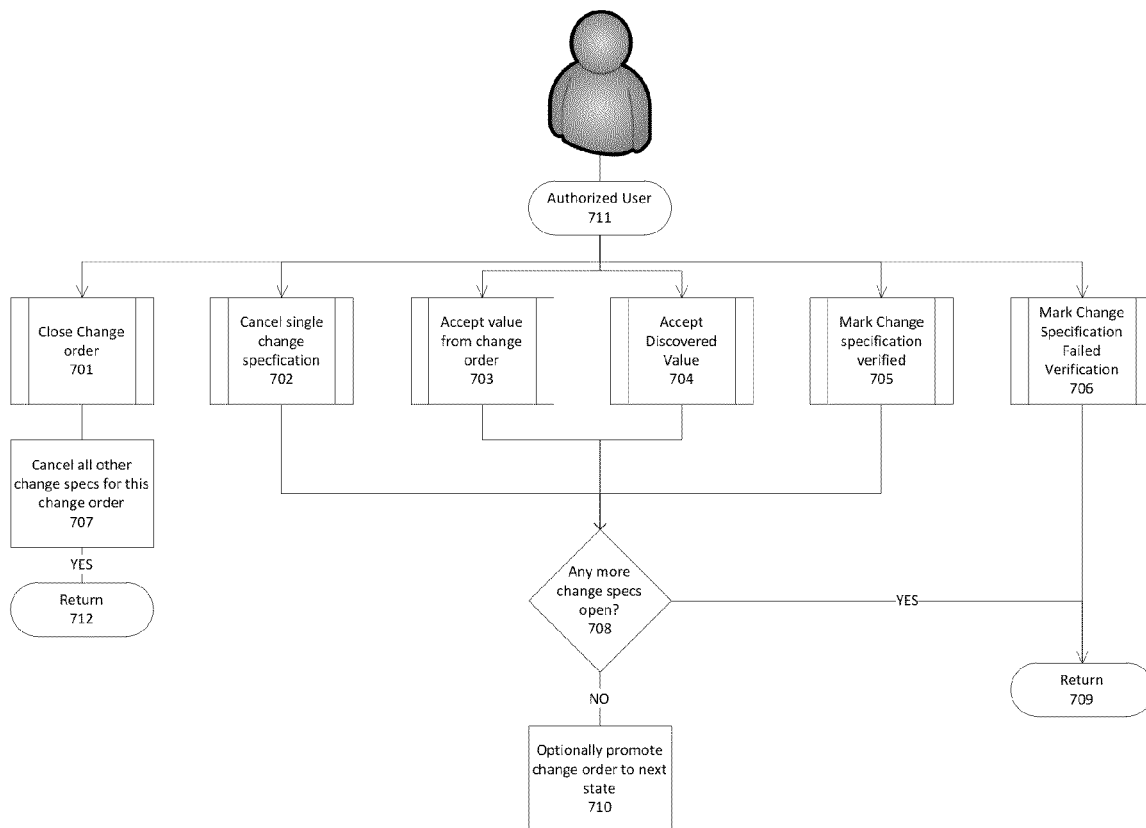 Authorized User
711
Close Change
order
701
Cancel single
change
specfication
702
Accept value
from change
order
703
Accept
Discovered
Value
704
Mark Change
specification
verified
705
Mark Change
Specification
Failed
Verification
706
Cancel all other
change specs for this
change order
707
YES
Return
712
Any more
change specs
open?
708
YES
Return
709
NO
Optionally promote
change order to next
state
710